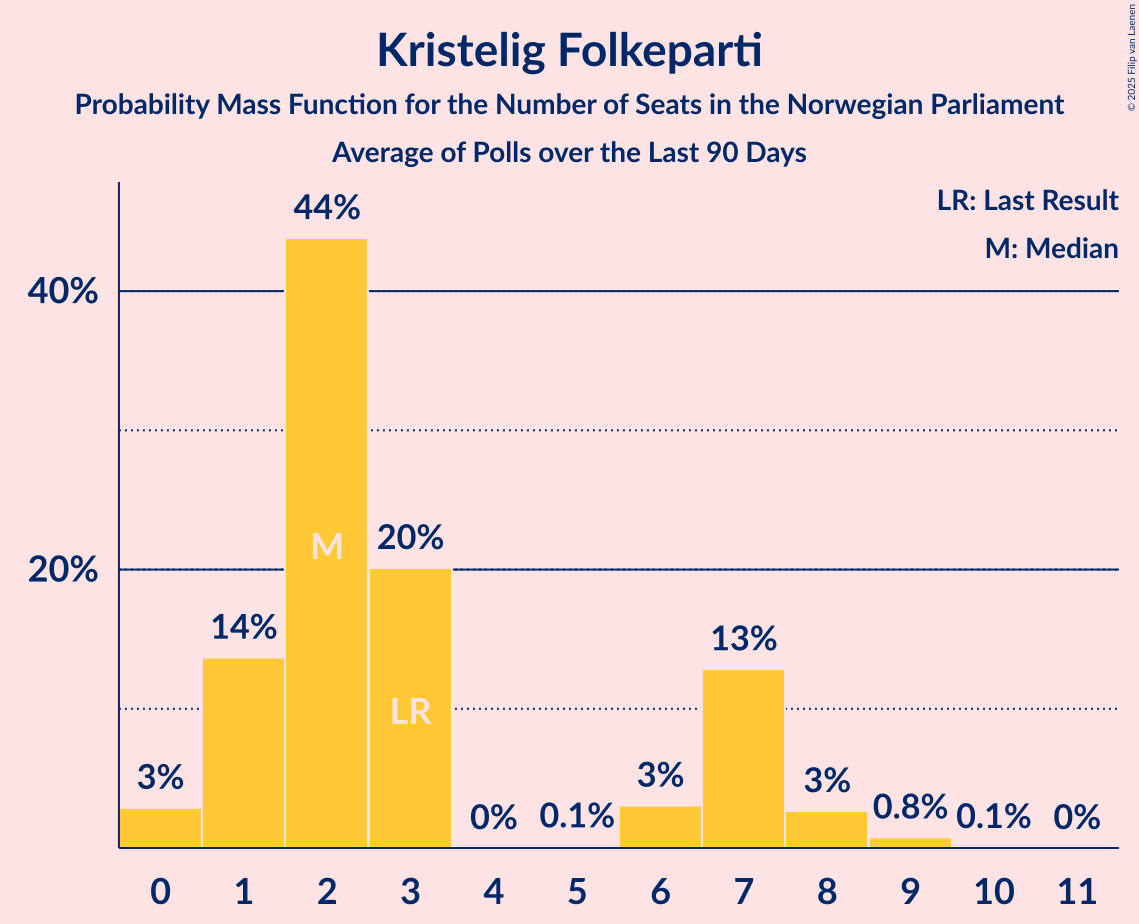 Kristelig Folkeparti
Probability Mass Function for the Number of Seats in the Norwegian Parliament
Average of Polls over the Last 90 Days
© 2025 Filip van Laenen
LR: Last Result
M: Median
44%
40%
M
20%
20%
14%
13%
LR
3%
3%
3%
0.8%
0%
0.1%
0.1%
0%
0 1 2 3 4 5 6 7 8 9 10 11